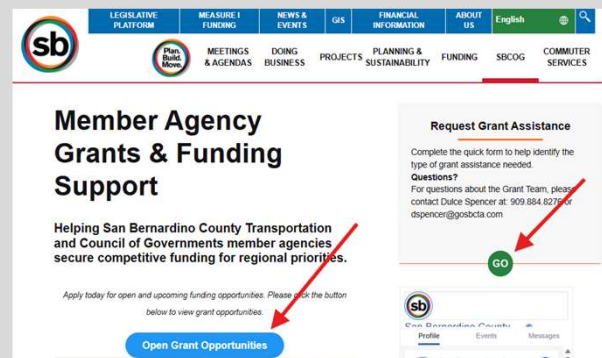 LEGISLATIVE PLATFORM
MEASURE I FUNDING
NEWS & EVENTS
GIS
FINANCIAL INFORMATION
ABOUT US
English
sb
Plan. Build. Move.
MEETINGS & AGENDAS
DOING BUSINESS
PROJECTS
PLANNING & SUSTAINABILITY
FUNDING
SBCOG
COMMUTER SERVICES
Member Agency
Grants & Funding
Support
Helping San Bernardino County Transportation
and Council of Governments member agencies
secure competitive funding for regional priorities.
Apply today for open and upcoming funding opportunities. Please click the button
below to view grant opportunities.
Open Grant Opportunities
Request Grant Assistance
Complete the quick form to help identify the
type of grant assistance needed.
Questions?
For questions about the Grant Team, please
contact Dulce Spencer at: 909.884.8276 or
dspencer@gosbcta.com
GO
sb
San Bernardino County
Profile
Events
Messages